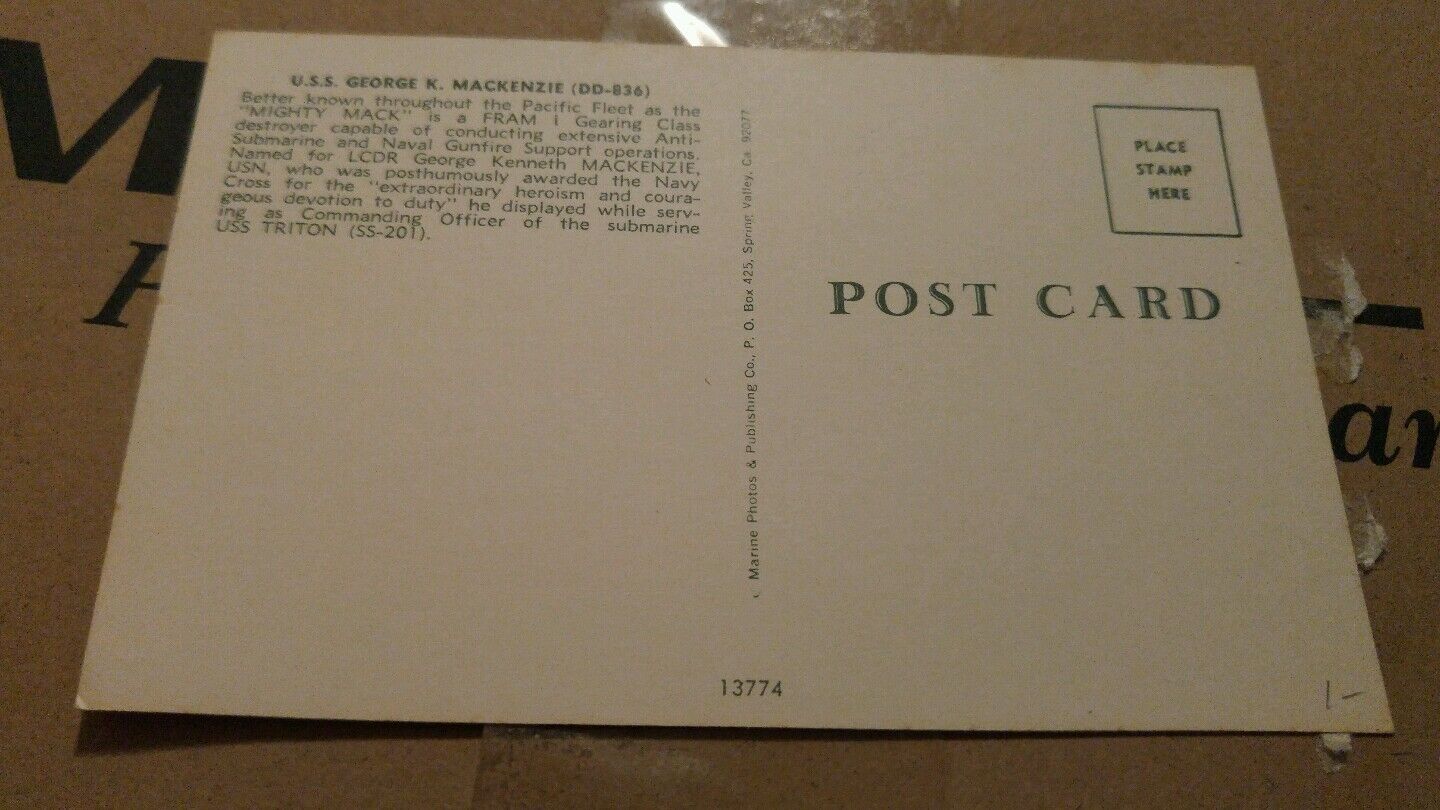 U.S.S. GEORGE K. MACKENZIE (DD-836)
Better known throughout the Pacific Fleet as the
"MIGHTY MACK" is a FRAM I Gearing Class
destroyer capable of conducting extensive Anti-
Submarine and Naval Gunfire Support operations.
Named for LCDR George Kenneth MACKENZIE,
USN, who was posthumously awarded the Navy
Cross for the "extraordinary heroism and coura-
geous devotion to duty" he displayed while serv-
ing as Commanding Officer of the submarine
USS TRITON (SS-201).
Marine Photos & Publishing Co., P. O. Box 425, Spring Valley, Ca. 92077
PLACE
STAMP
HERE
POST CARD
13774
1-